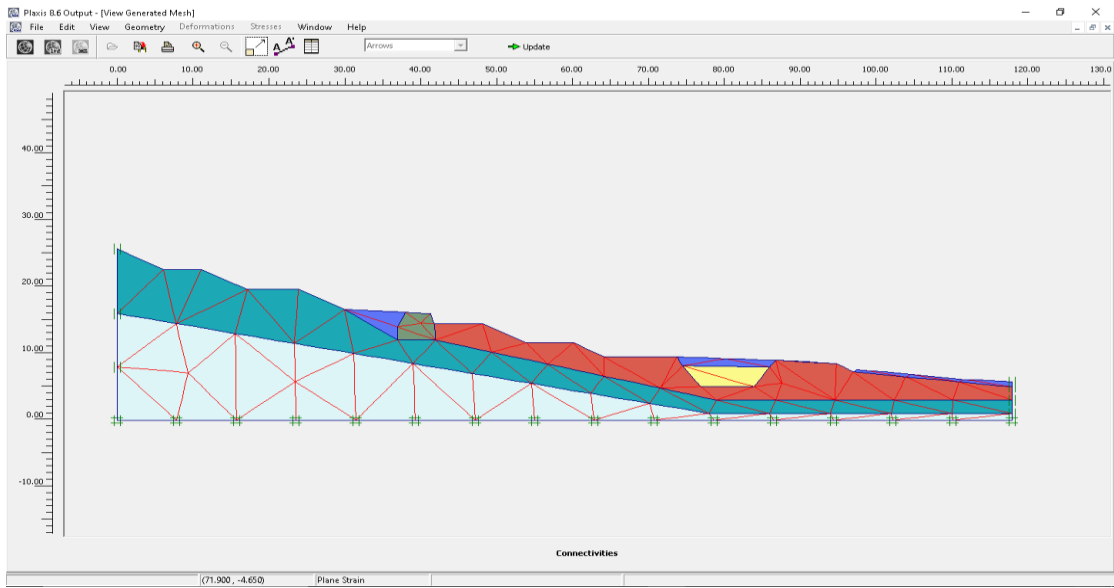 Plaxis 8.6 Output - [View Generated Mesh]
File Edit View Geometry Deformations Stresses Window Help
Arrows Update
0.00 10.00 20.00 30.00 40.00 50.00 60.00 70.00 80.00 90.00 100.00 110.00 120.00 130.0
40.00
30.00
20.00
10.00
0.00
-10.00
Connectivities
(71.900 , -4.650) Plane Strain